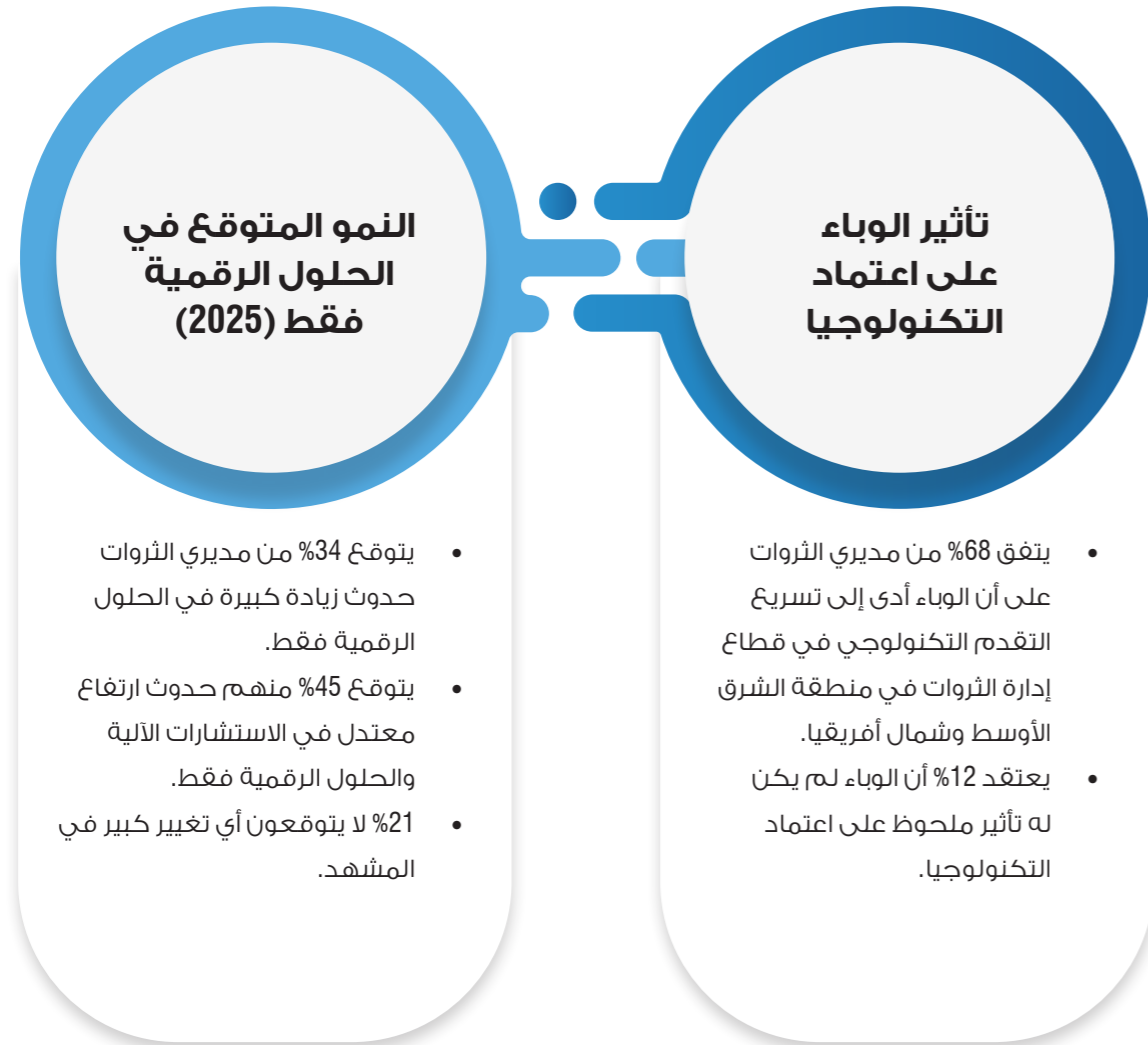 تأثير الوباء
على اعتماد
التكنولوجيا
• يتفق 68% من مديري الثروات
على أن الوباء أدى إلى تسريع
التقدم التكنولوجي في قطاع
إدارة الثروات في منطقة الشرق
الأوسط وشمال أفريقيا.
• يعتقد 12% أن الوباء لم يكن
له تأثير ملحوظ على اعتماد
التكنولوجيا.
النمو المتوقع في
الحلول الرقمية
فقط (2025)
• يتوقع 34% من مديري الثروات
حدوث زيادة كبيرة في الحلول
الرقمية فقط.
• يتوقع 45% منهم حدوث ارتفاع
معتدل في الاستشارات الآلية
والحلول الرقمية فقط.
• 21% لا يتوقعون أي تغيير كبير في
المشهد.